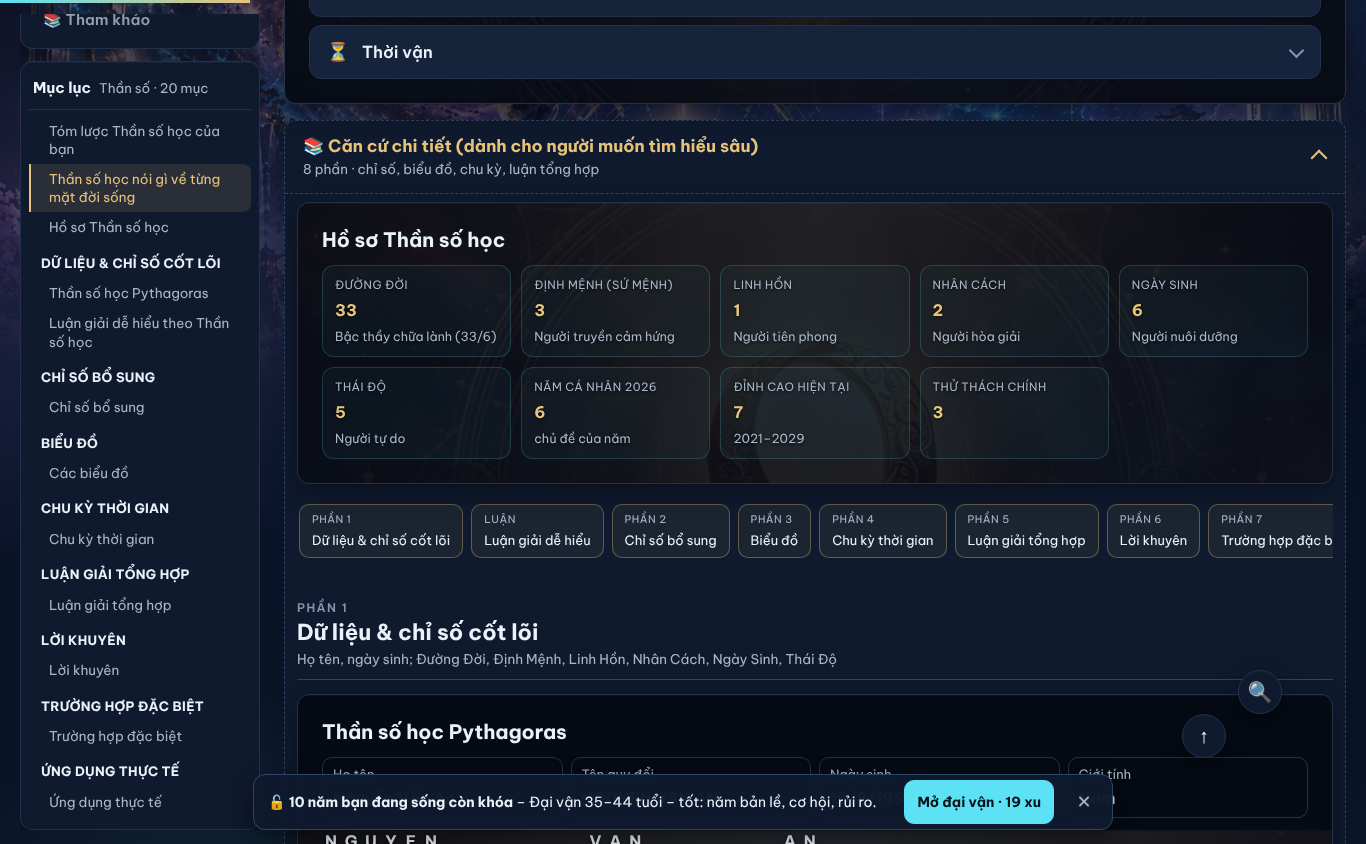 📚 Tham khảo
Mục lục Thần số · 20 mục
Tóm lược Thần số học của
bạn
Thần số học nói gì về từng
mặt đời sống
Hồ sơ Thần số học
DỮ LIỆU & CHỈ SỐ CỐT LÕI
Thần số học Pythagoras
Luận giải dễ hiểu theo Thần
số học
CHỈ SỐ BỔ SUNG
Chỉ số bổ sung
BIỂU ĐỒ
Các biểu đồ
CHU KỲ THỜI GIAN
Chu kỳ thời gian
LUẬN GIẢI TỔNG HỢP
Luận giải tổng hợp
LỜI KHUYÊN
Lời khuyên
TRƯỜNG HỢP ĐẶC BIỆT
Trường hợp đặc biệt
ỨNG DỤNG THỰC TẾ
Ứng dụng thực tế
⏳ Thời vận
📚 Căn cứ chi tiết (dành cho người muốn tìm hiểu sâu)
8 phần · chỉ số, biểu đồ, chu kỳ, luận tổng hợp
Hồ sơ Thần số học
ĐƯỜNG ĐỜI
33
Bậc thầy chữa lành (33/6)
ĐỊNH MỆNH (SỨ MỆNH)
3
Người truyền cảm hứng
LINH HỒN
1
Người tiên phong
NHÂN CÁCH
2
Người hòa giải
NGÀY SINH
6
Người nuôi dưỡng
THÁI ĐỘ
5
Người tự do
NĂM CÁ NHÂN 2026
6
chủ đề của năm
ĐỈNH CAO HIỆN TẠI
7
2021–2029
THỬ THÁCH CHÍNH
3
PHẦN 1
Dữ liệu & chỉ số cốt lõi
LUẬN
Luận giải dễ hiểu
PHẦN 2
Chỉ số bổ sung
PHẦN 3
Biểu đồ
PHẦN 4
Chu kỳ thời gian
PHẦN 5
Luận giải tổng hợp
PHẦN 6
Lời khuyên
PHẦN 7
Trường hợp đặc b
PHẦN 1
Dữ liệu & chỉ số cốt lõi
Họ tên, ngày sinh; Đường Đời, Định Mệnh, Linh Hồn, Nhân Cách, Ngày Sinh, Thái Độ
Thần số học Pythagoras
Họ tên
Tên quy đổi
Ngày sinh
Giới tính
🔓 10 năm bạn đang sống còn khóa – Đại vận 35–44 tuổi – tốt: năm bản lề, cơ hội, rủi ro.
Mở đại vận · 19 xu ✕
N G U Y E N V A N A N